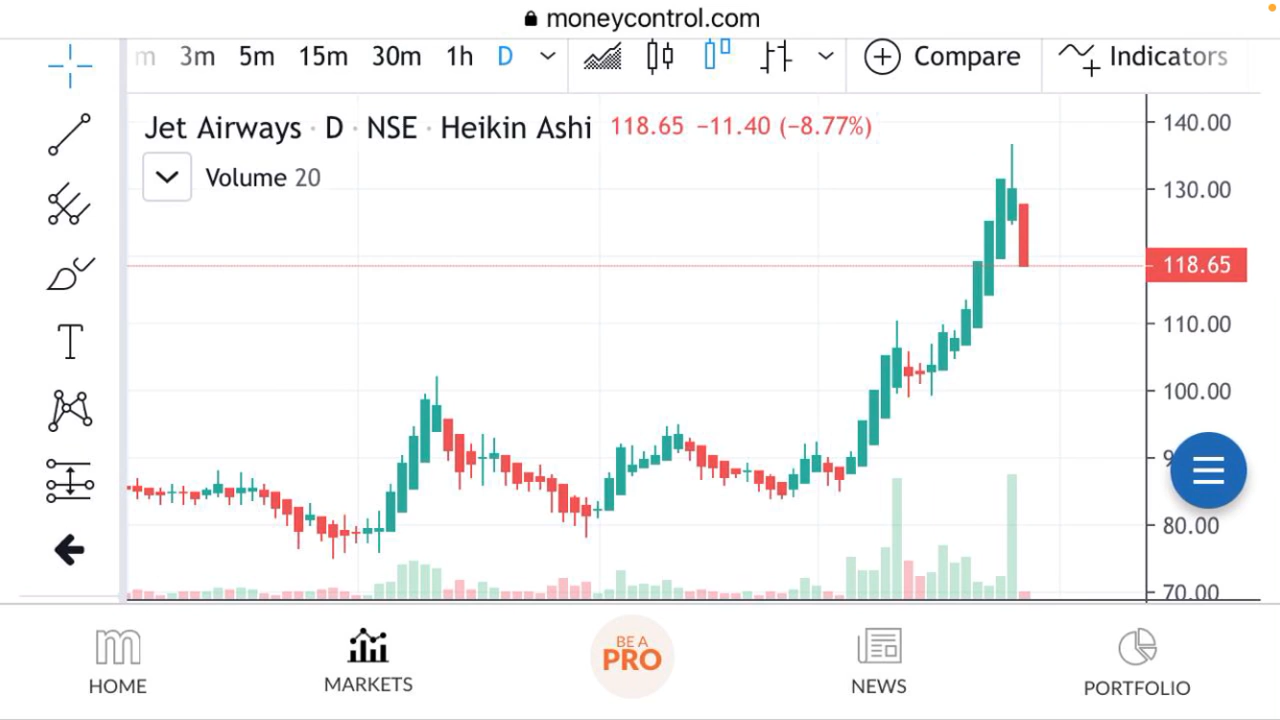 moneycontrol.com
m 3m 5m 15m 30m 1h D Compare Indicators
Jet Airways · D · NSE · Heikin Ashi 118.65 −11.40 (−8.77%)
Volume 20
140.00
130.00
118.65
110.00
100.00
9
80.00
70.00
T
m
BE A
PRO
HOME MARKETS NEWS PORTFOLIO